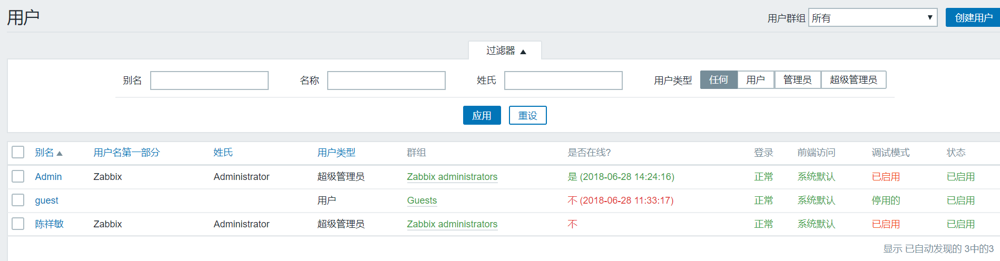 用户
用户群组 所有 ▼ 创建用户
过滤器 ▲
别名 名称 姓氏 用户类型 任何 用户 管理员 超级管理员
应用 重设
别名 ▲ 用户名第一部分 姓氏 用户类型 群组 是否在线? 登录 前端访问 调试模式 状态
Admin Zabbix Administrator 超级管理员 Zabbix administrators 是 (2018-06-28 14:24:16) 正常 系统默认 已启用 已启用
guest 用户 Guests 不 (2018-06-28 11:33:17) 正常 系统默认 停用的 已启用
陈祥敏 Zabbix Administrator 超级管理员 Zabbix administrators 不 正常 系统默认 已启用 已启用
显示 已自动发现的 3中的3